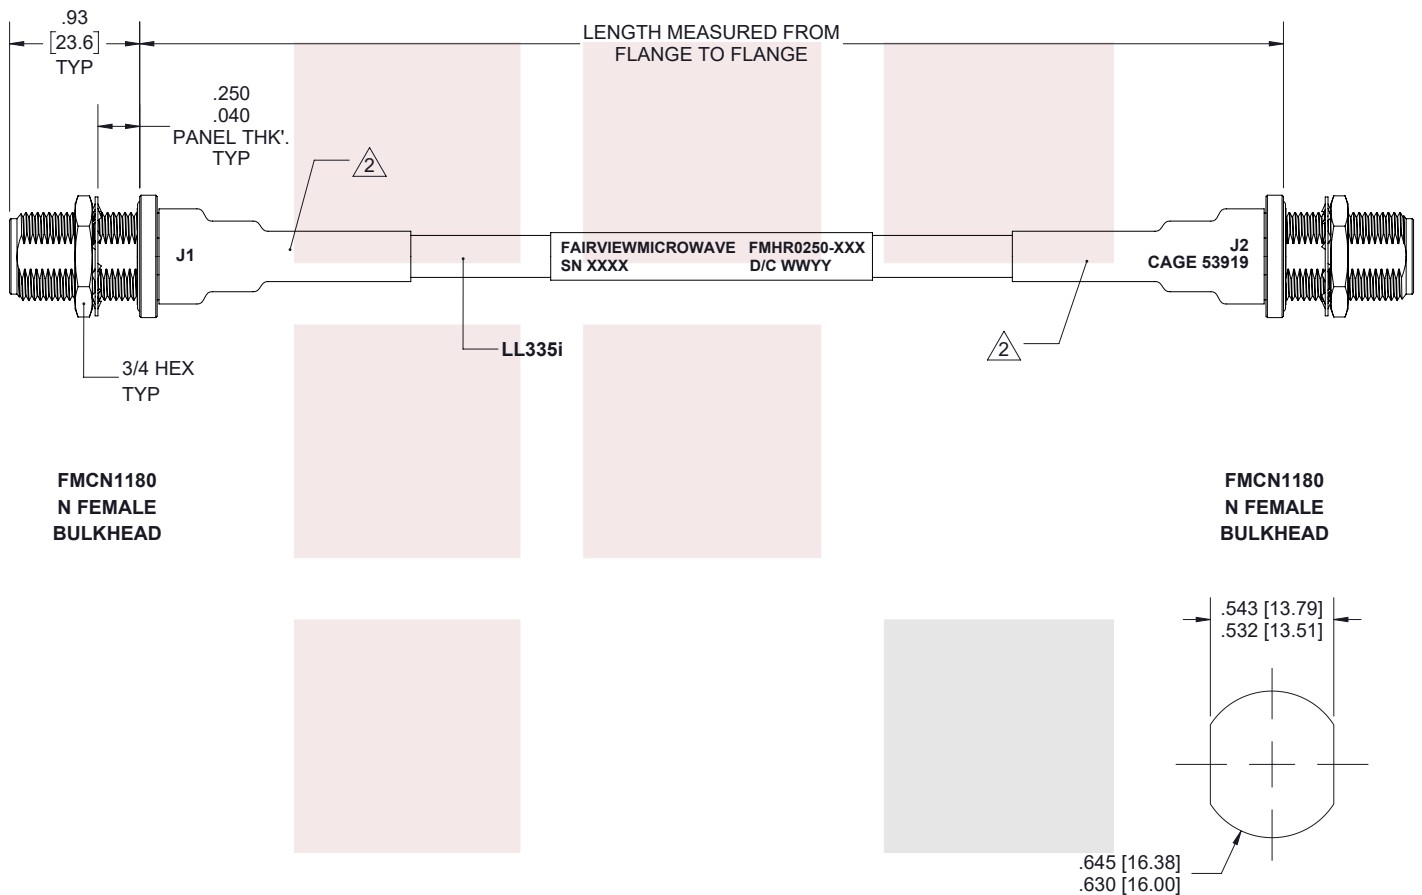 .93
[23.6]
TYP
LENGTH MEASURED FROM
FLANGE TO FLANGE
.250
.040
PANEL THK'.
TYP
2
J1
FAIRVIEWMICROWAVE FMHR0250-XXX
SN XXXX D/C WWYY
J2
CAGE 53919
LL335i
2
3/4 HEX
TYP
FMCN1180
N FEMALE
BULKHEAD
FMCN1180
N FEMALE
BULKHEAD
.543 [13.79]
.532 [13.51]
.645 [16.38]
.630 [16.00]